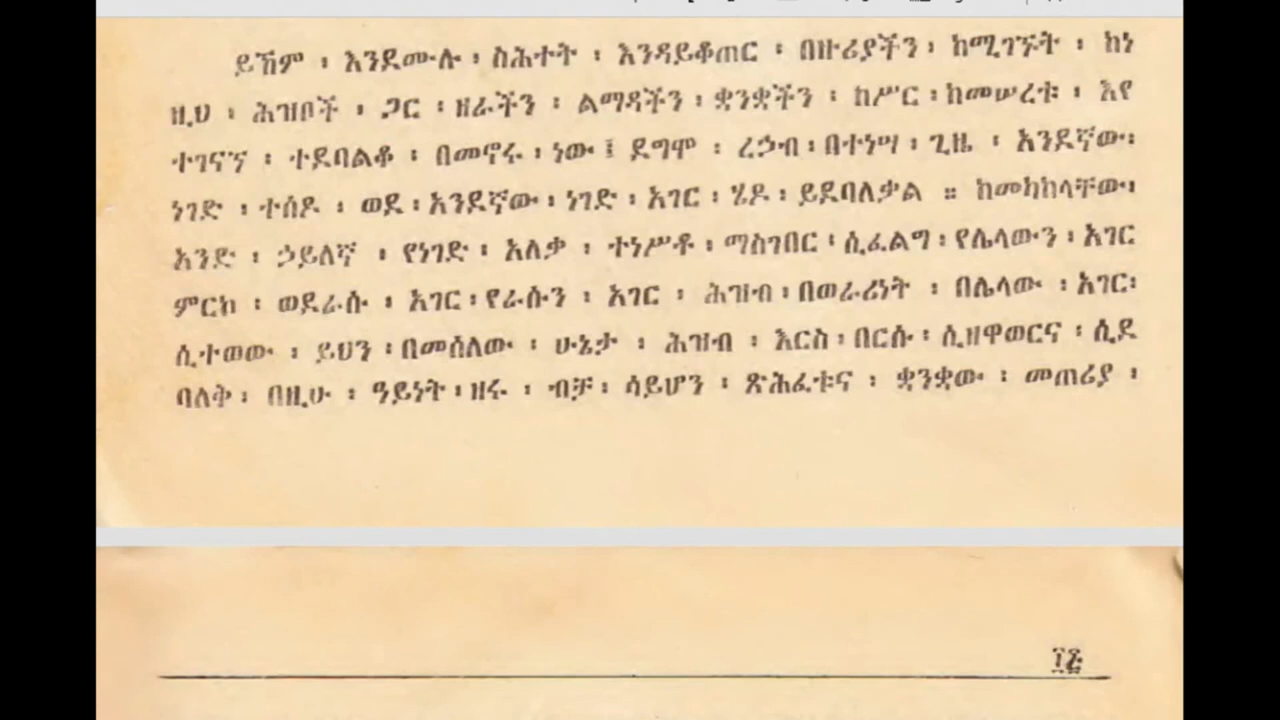 ይኸም ፡ እንደሙሉ ፡ ስሕተት ፡ እንዳይቆጠር ፡ በዙሪያችን ፡ ከሚገኙት ፡ ከነ
ዚህ ፡ ሕዝቦች ፡ ጋር ፡ ዘራችን ፡ ልማዳችን ፡ ቋንቋችን ፡ ከሥር ፡ ከመሠረቱ ፡ እየ
ተገናኘ ፡ ተደባልቆ ፡ በመኖሩ ፡ ነው ፤ ደግሞ ፡ ረኃብ ፡ በተነሣ ፡ ጊዜ ፡ አንደኛው፡
ነገድ ፡ ተሰዶ ፡ ወደ ፡ አንደኛው ፡ ነገድ ፡ አገር ፡ ሄዶ ፡ ይደባለቃል ። ከመካከላቸው፡
አንድ ፡ ኃይለኛ ፡ የነገድ ፡ አለቃ ፡ ተነሥቶ ፡ ማስገበር ፡ ሲፈልግ ፡ የሌላውን ፡ አገር
ምርኮ ፡ ወደራሱ ፡ አገር ፡ የራሱን ፡ አገር ፡ ሕዝብ ፡ በወራሪነት ፡ በሌላው ፡ አገር፡
ሲተወው ፡ ይህን ፡ በመሰለው ፡ ሁኔታ ፡ ሕዝብ ፡ እርስ ፡ በርሱ ፡ ሲዘዋወርና ፡ ሲደ
ባለቅ ፡ በዚሁ ፡ ዓይነት ፡ ዘሩ ፡ ብቻ ፡ ሳይሆን ፡ ጽሕፈቱና ፡ ቋንቋው ፡ መጠሪያ ፡